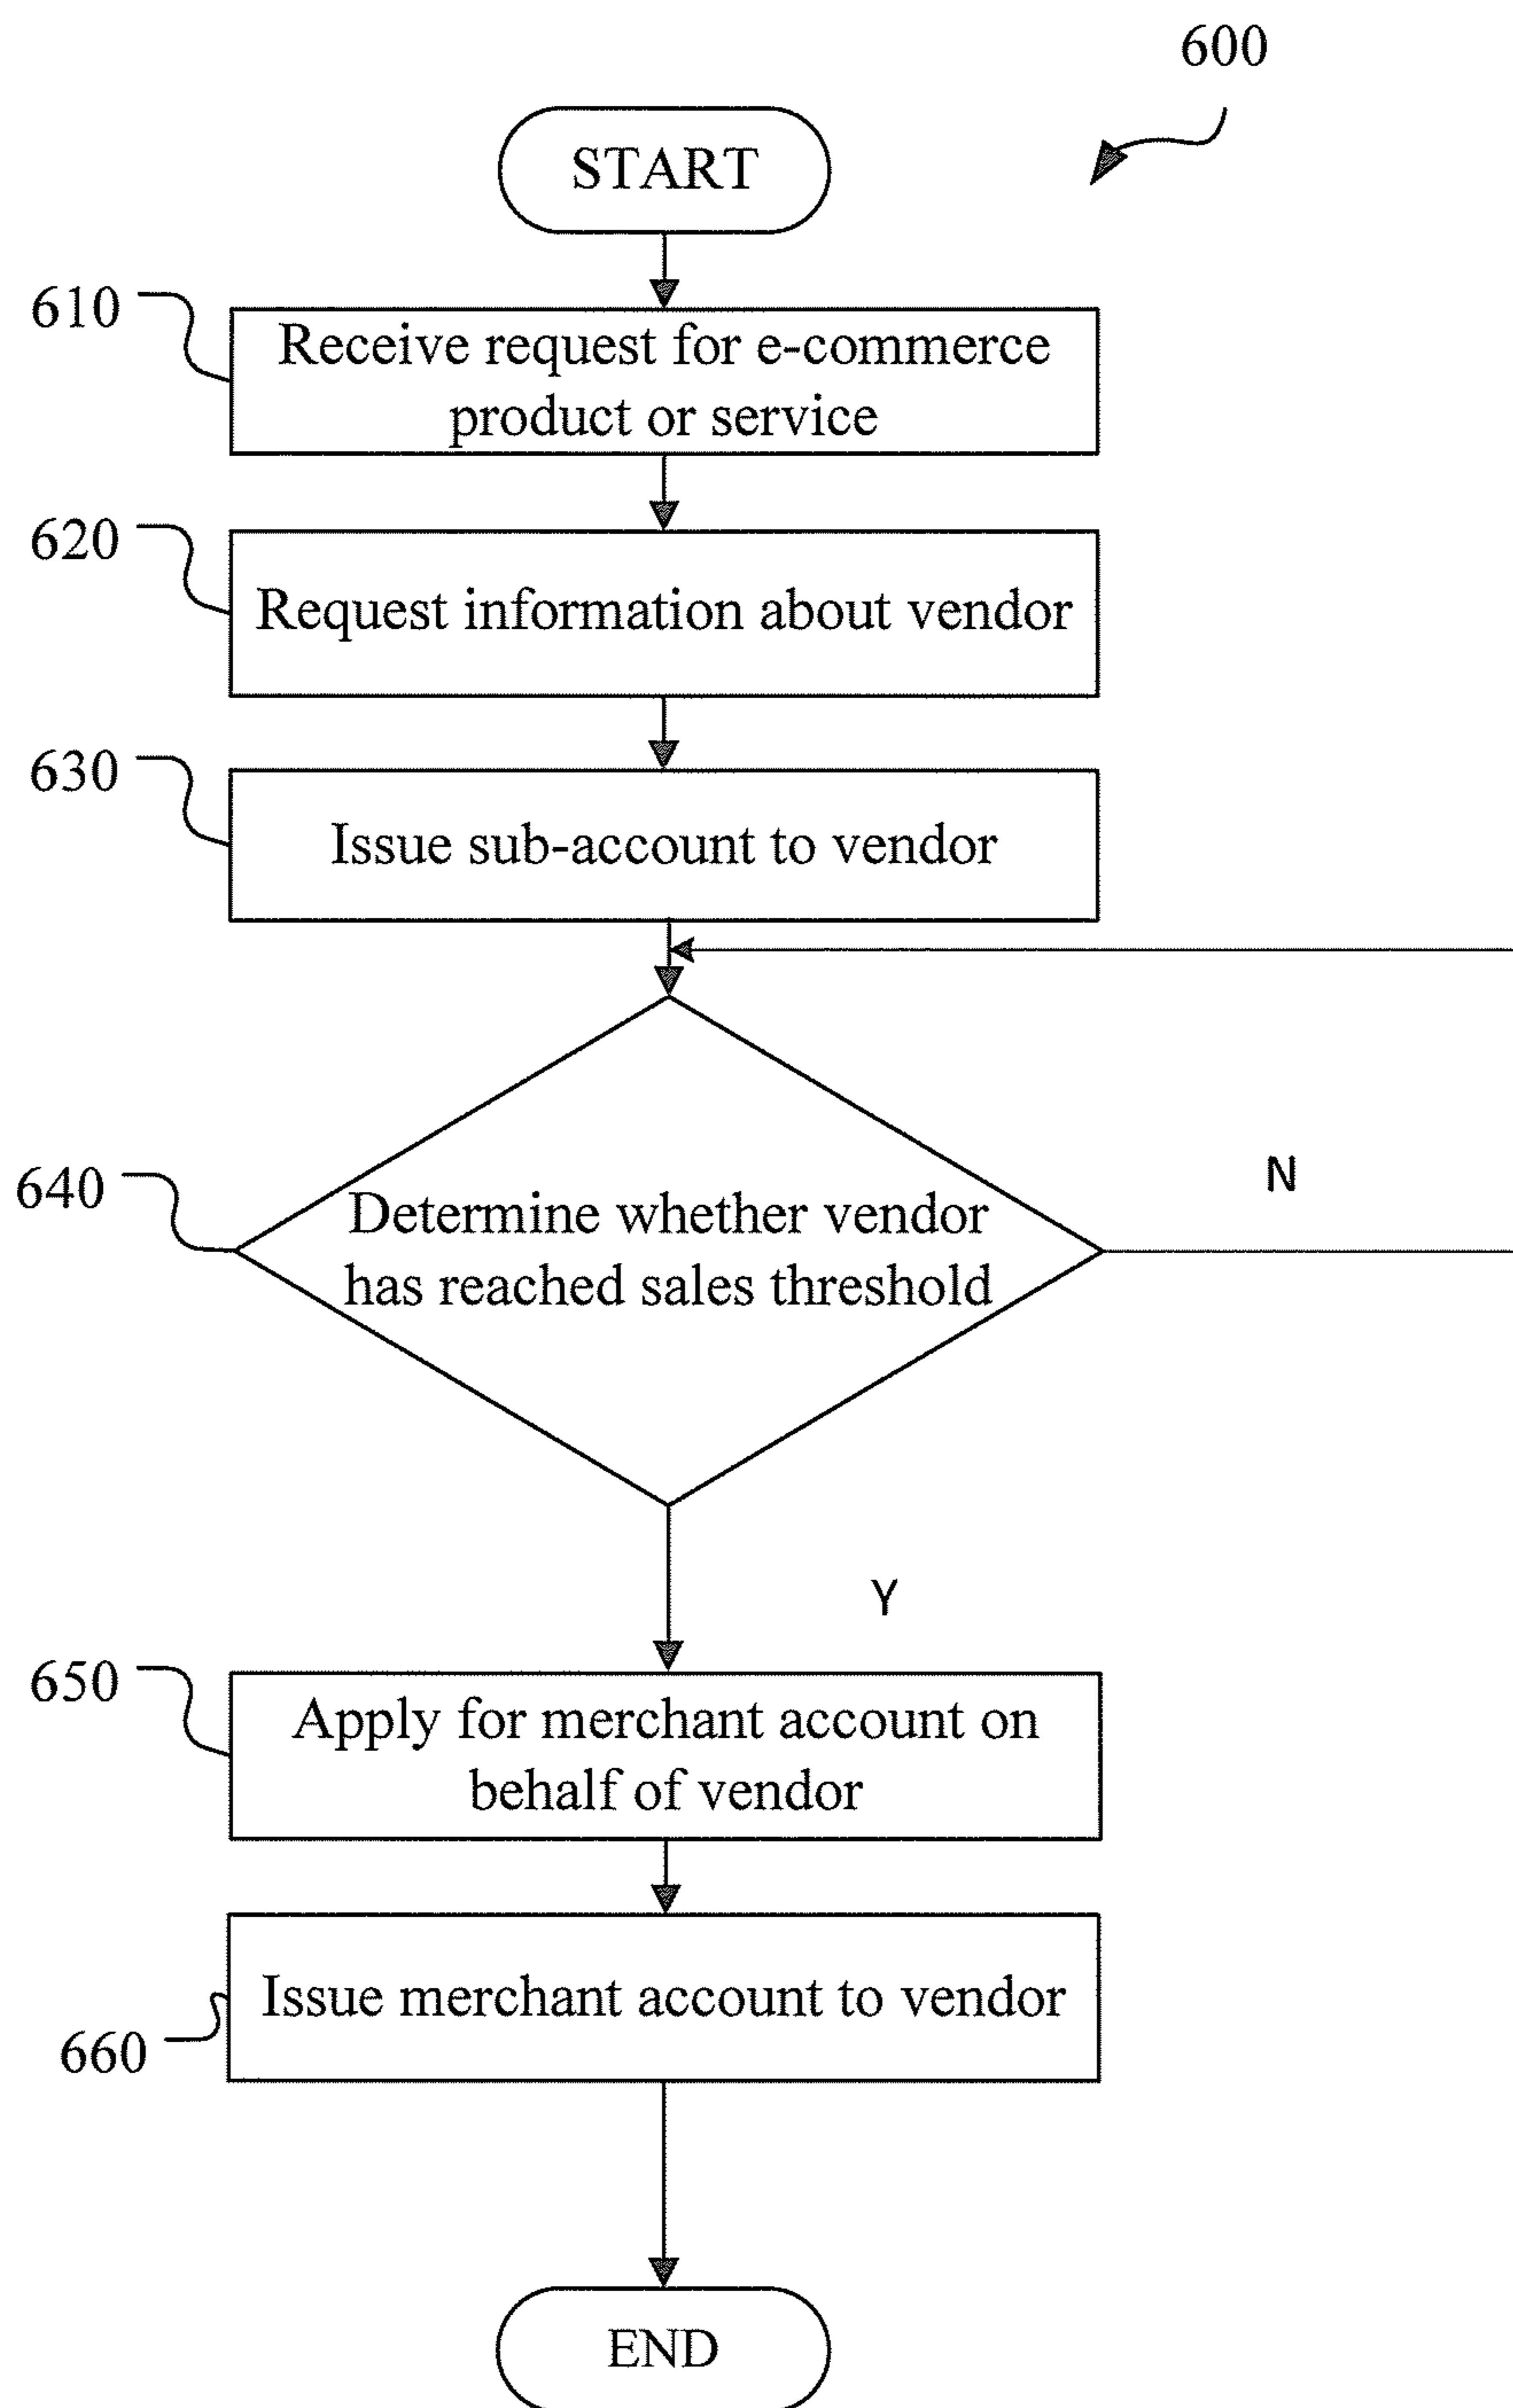 600
START
610
Receive request for e-commerce
product or service
620
Request information about vendor
630
Issue sub-account to vendor
640
Determine whether vendor
has reached sales threshold
N
Y
650
Apply for merchant account on
behalf of vendor
Issue merchant account to vendor
660
END